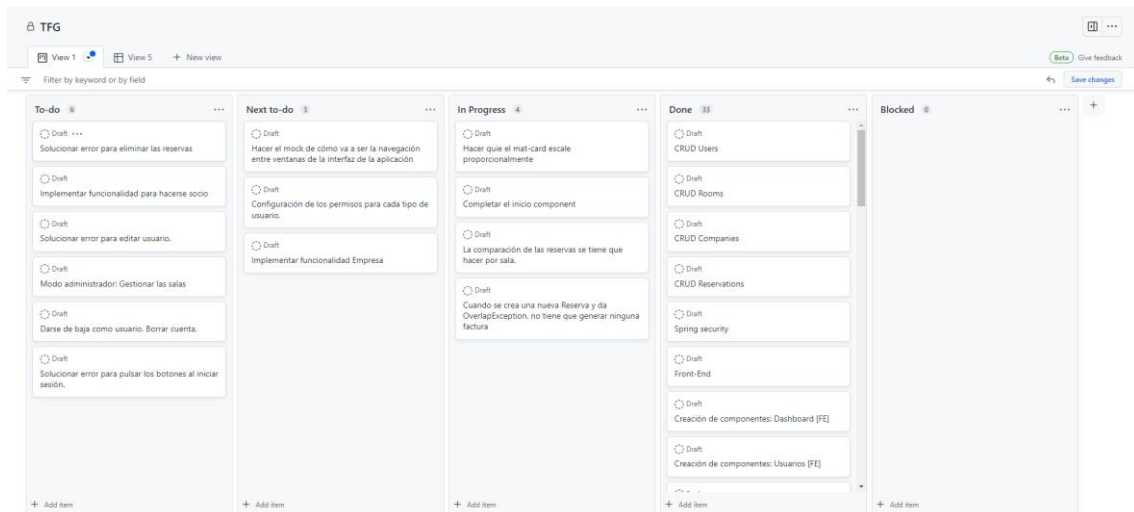 TFG
View 1
View 5
+ New view
Beta Give feedback
Filter by keyword or by field
Save changes
To-do 6
Draft
Solucionar error para eliminar las reservas
Draft
Implementar funcionalidad para hacerse socio
Draft
Solucionar error para editar usuario.
Draft
Modo administrador: Gestionar las salas
Draft
Darse de baja como usuario. Borrar cuenta.
Draft
Solucionar error para pulsar los botones al iniciar
sesión.
+ Add item
Next to-do 3
Draft
Hacer el mock de cómo va a ser la navegación
entre ventanas de la interfaz de la aplicación
Draft
Configuración de los permisos para cada tipo de
usuario.
Draft
Implementar funcionalidad Empresa
+ Add item
In Progress 4
Draft
Hacer quie el mat-card escale
proporcionalmente
Draft
Completar el inicio component
Draft
La comparación de las reservas se tiene que
hacer por sala.
Draft
Cuando se crea una nueva Reserva y da
OverlapException, no tiene que generar ninguna
factura
+ Add item
Done 33
Draft
CRUD Users
Draft
CRUD Rooms
Draft
CRUD Companies
Draft
CRUD Reservations
Draft
Spring security
Draft
Front-End
Draft
Creación de componentes: Dashboard [FE]
Draft
Creación de componentes: Usuarios [FE]
+ Add item
Blocked 0
+ Add item
+